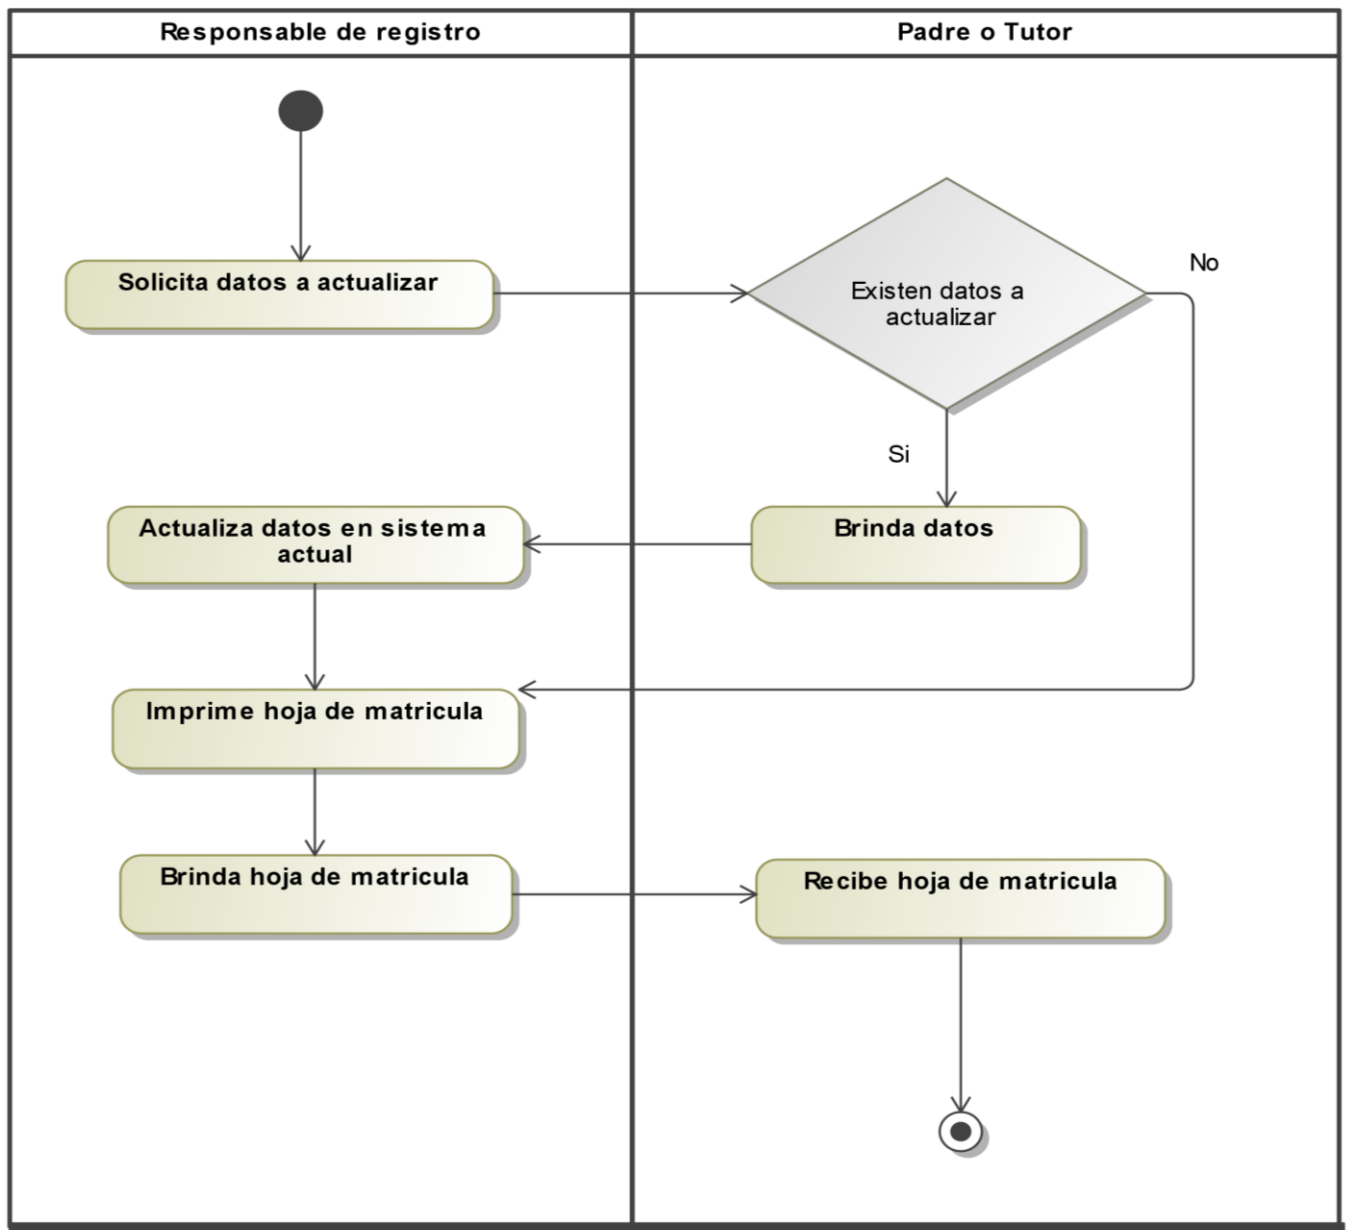 Responsable de registro
Padre o Tutor
Solicita datos a actualizar
Existen datos a
actualizar
No
Si
Actualiza datos en sistema
actual
Brinda datos
Imprime hoja de matricula
Brinda hoja de matricula
Recibe hoja de matricula